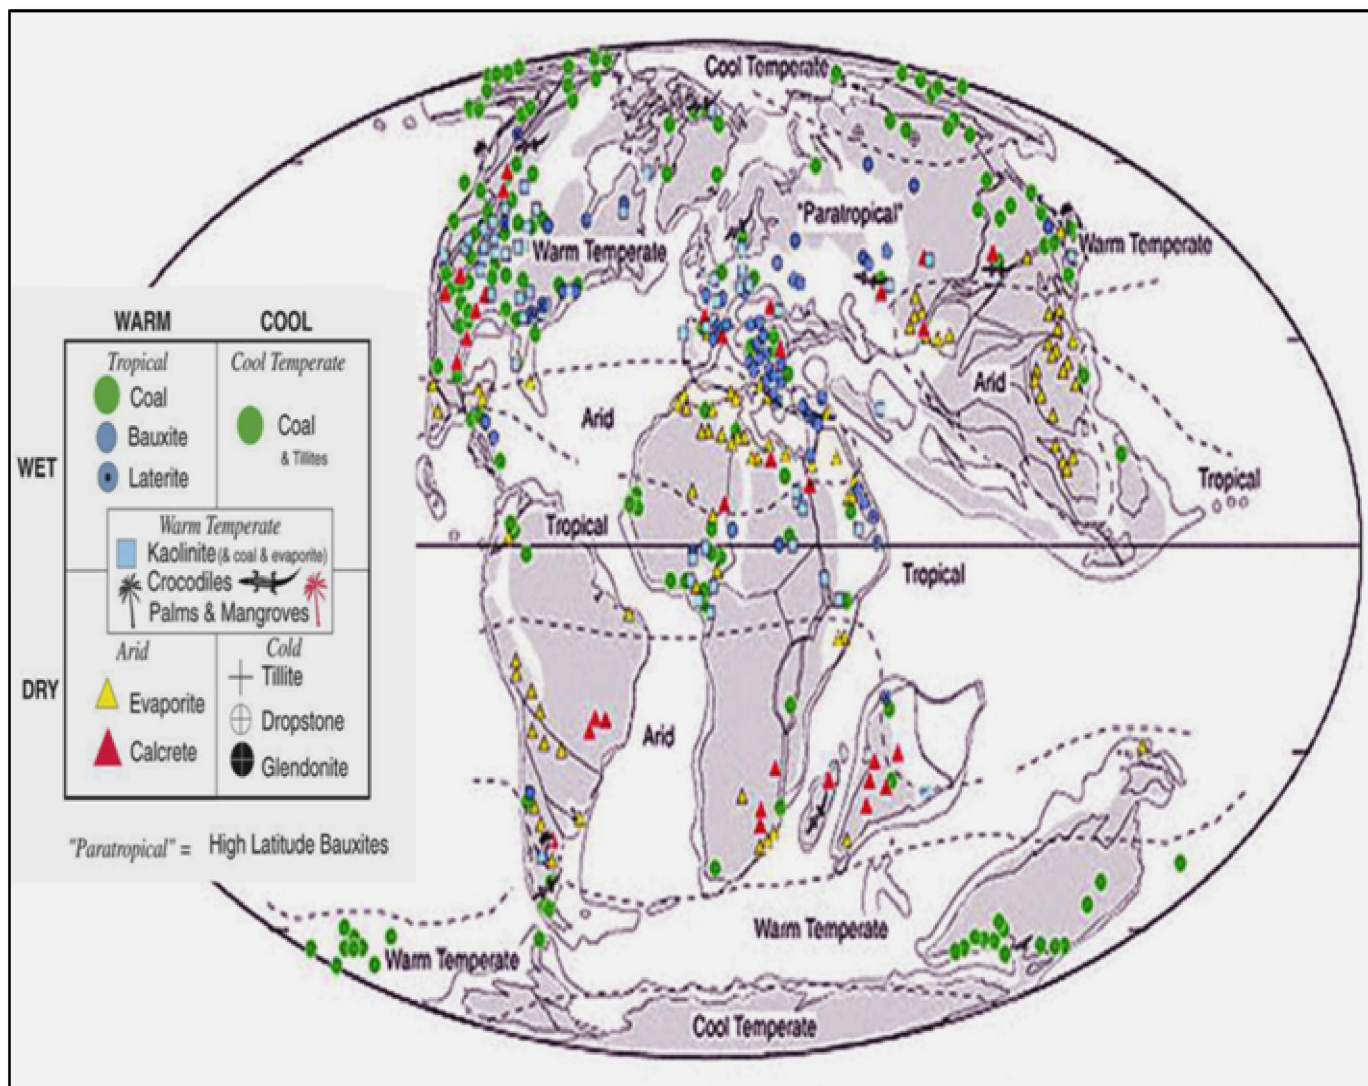 Cool Temperate
"Paratropical"
Warm Temperate
Warm Temperate
Arid
Arid
Tropical
Tropical
Tropical
Arid
Warm Temperate
Warm Temperate
Cool Temperate
WARM
COOL
WET
DRY
Tropical
Coal
Bauxite
Laterite
Cool Temperate
Coal
& Tillites
Warm Temperate
Kaolinite (& coal & evaporite)
Crocodiles
Palms & Mangroves
Arid
Evaporite
Calcrete
Cold
Tillite
Dropstone
Glendonite
"Paratropical" = High Latitude Bauxites